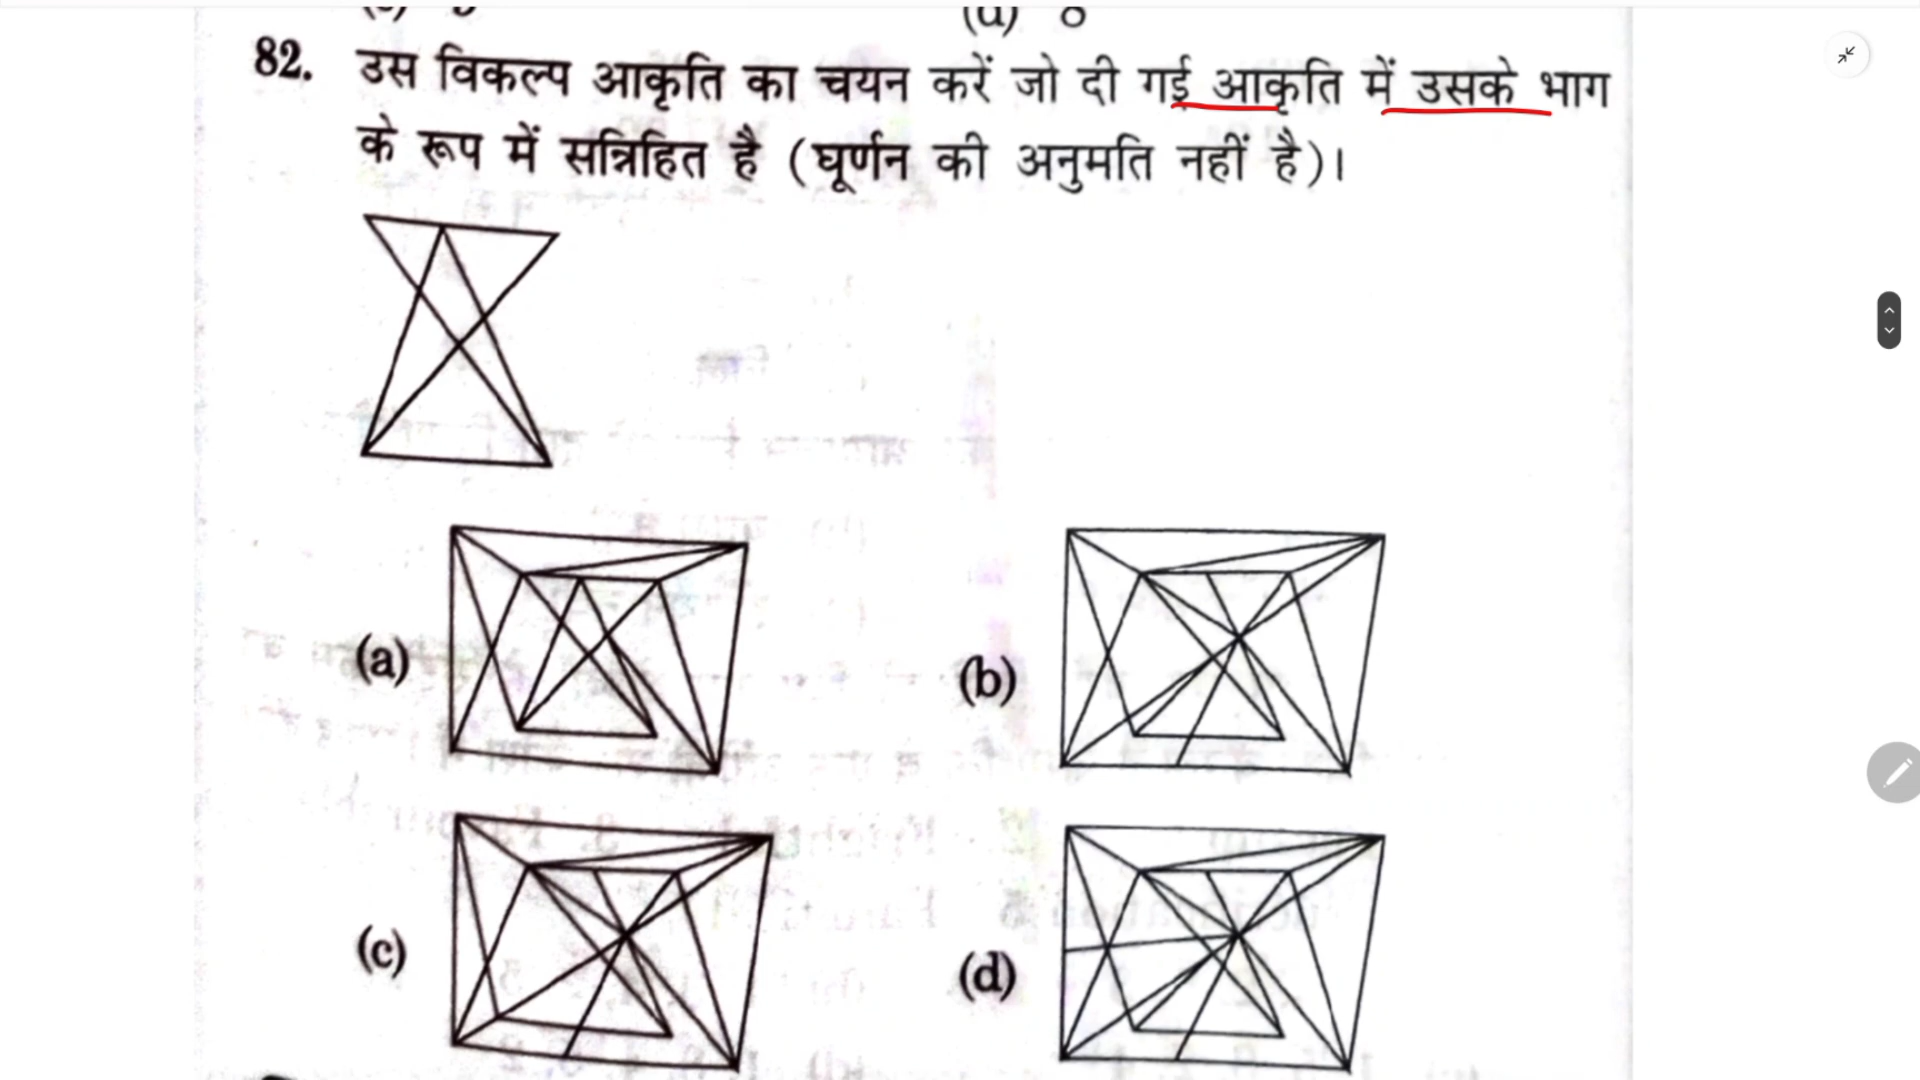 82. उस विकल्प आकृति का चयन करें जो दी गई आकृति में उसके भाग
के रूप में सन्निहित है (घूर्णन की अनुमति नहीं है)।
(a)
(b)
(c)
(d)